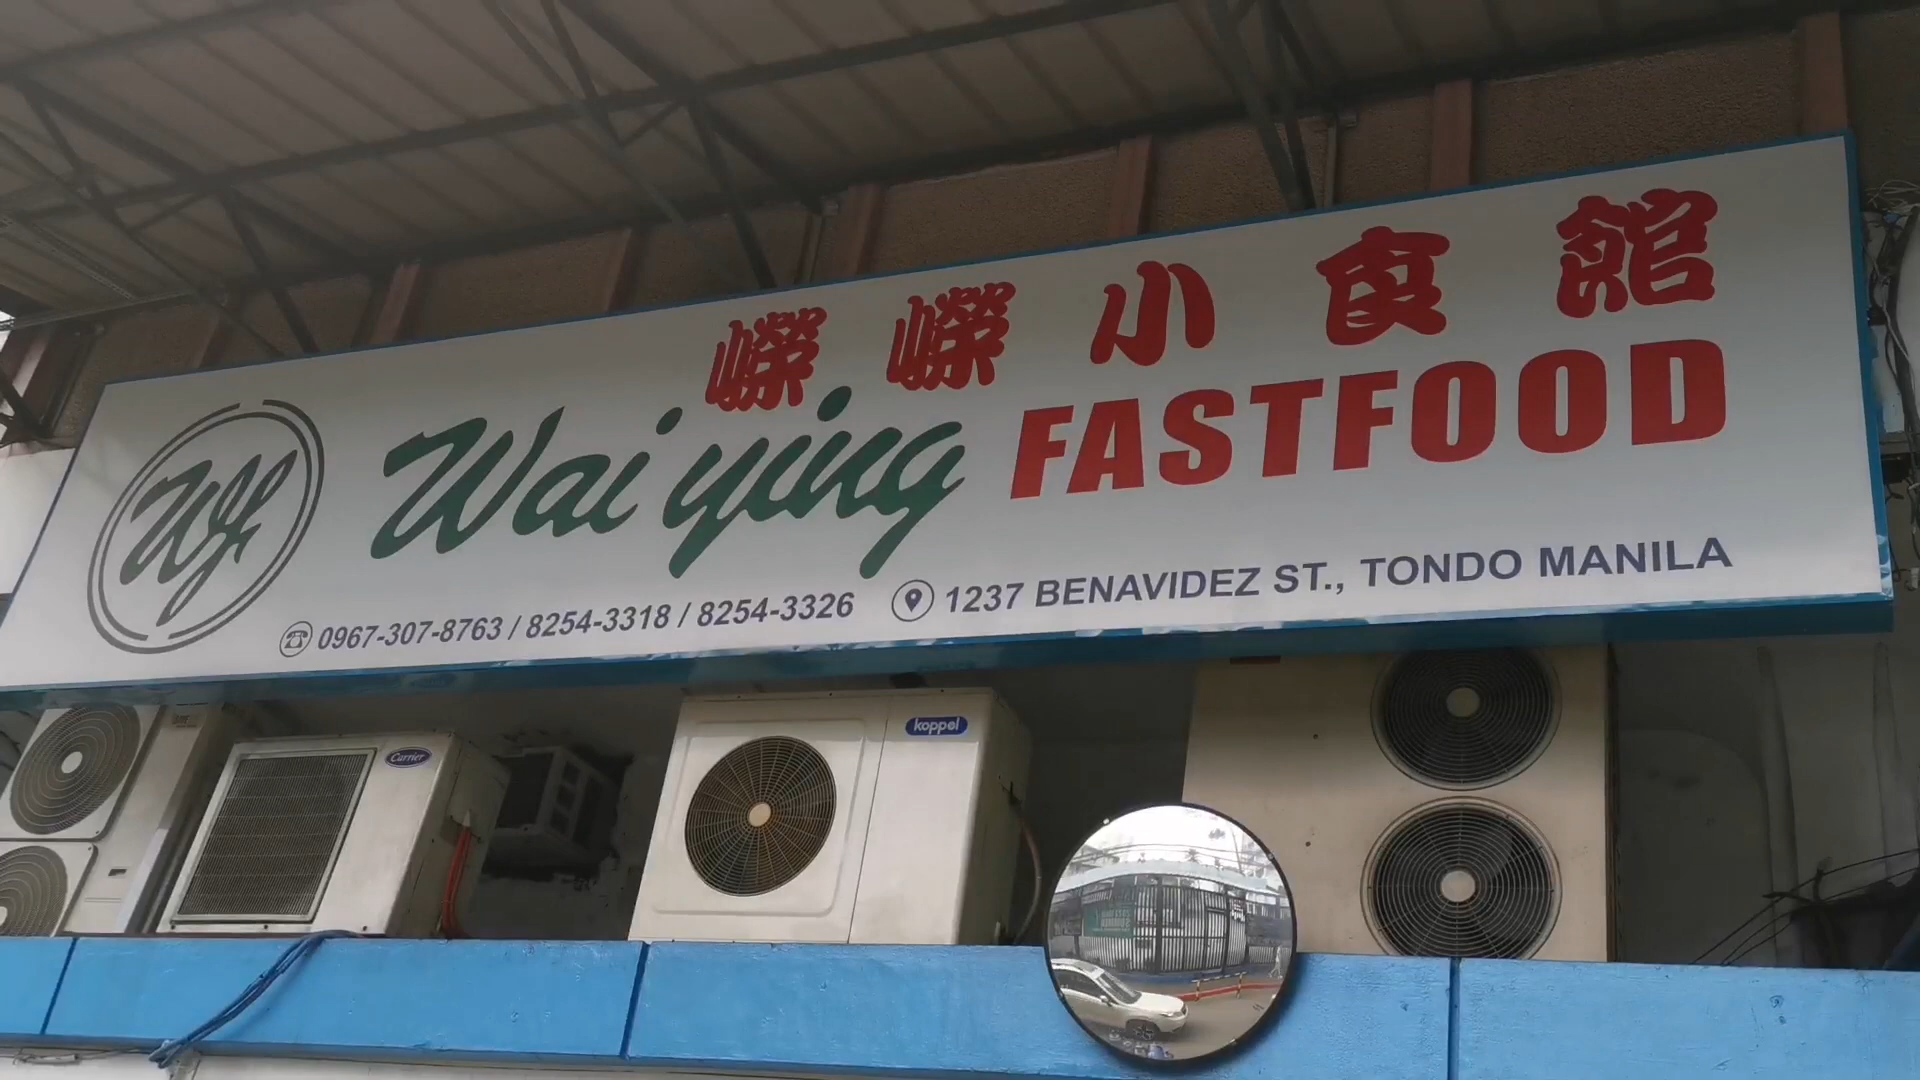 嶸嶸小食館
Wai ying FASTFOOD
0967-307-8763 / 8254-3318 / 8254-3326
1237 BENAVIDEZ ST., TONDO MANILA
Carrier
koppel